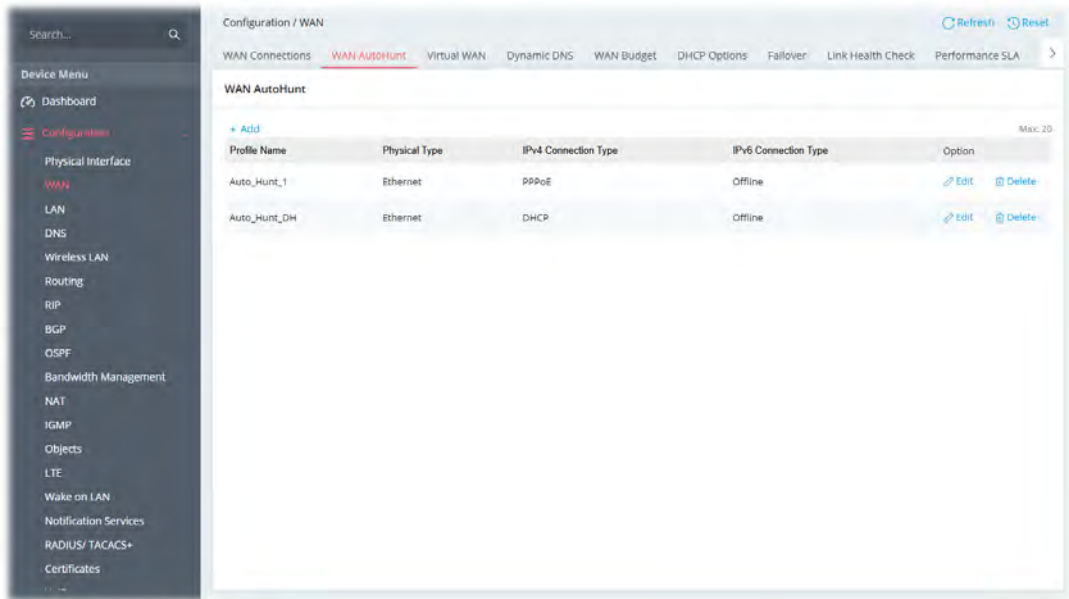 Search...
Device Menu
Dashboard
Configuration
Physical Interface
WAN
LAN
DNS
Wireless LAN
Routing
RIP
BGP
OSPF
Bandwidth Management
NAT
IGMP
Objects
LTE
Wake on LAN
Notification Services
RADIUS/ TACACS+
Certificates
Configuration / WAN
Refresh Reset
WAN Connections WAN AutoHunt Virtual WAN Dynamic DNS WAN Budget DHCP Options Failover Link Health Check Performance SLA >
WAN AutoHunt
+ Add Max: 20
Profile Name Physical Type IPv4 Connection Type IPv6 Connection Type Option
Auto_Hunt_1 Ethernet PPPoE Offline Edit Delete
Auto_Hunt_DH Ethernet DHCP Offline Edit Delete